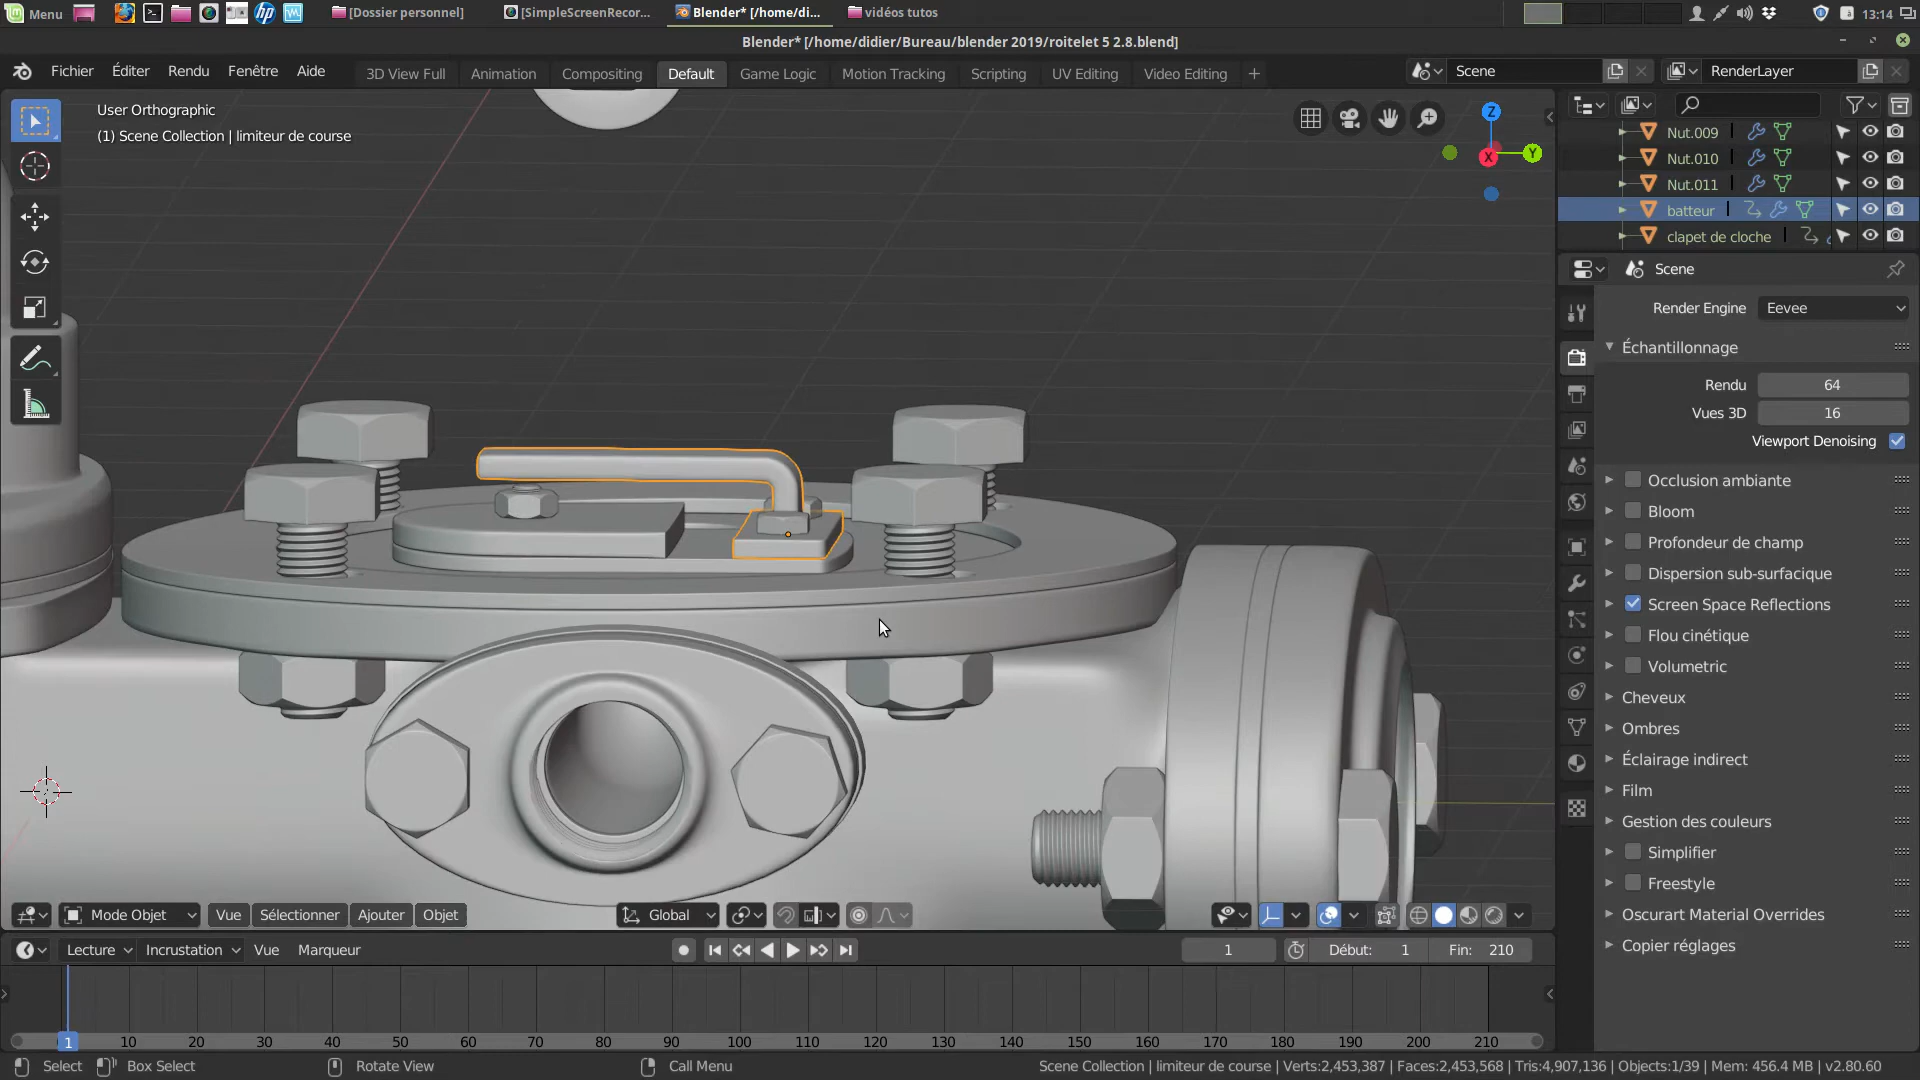 Menu
[Dossier personnel]
[SimpleScreenRecor...
Blender* [/home/di...
vidéos tutos
13:14
Blender* [/home/didier/Bureau/blender 2019/roitelet 5 2.8.blend]
Fichier Éditer Rendu Fenêtre Aide
3D View Full Animation Compositing Default Game Logic Motion Tracking Scripting UV Editing Video Editing +
Scene
RenderLayer
User Orthographic
(1) Scene Collection | limiteur de course
Z
X
Y
Nut.009
Nut.010
Nut.011
batteur
clapet de cloche
Scene
Render Engine Eevee
Échantillonnage
Rendu 64
Vues 3D 16
Viewport Denoising
Occlusion ambiante
Bloom
Profondeur de champ
Dispersion sub-surfacique
Screen Space Reflections
Flou cinétique
Volumetric
Cheveux
Ombres
Éclairage indirect
Film
Gestion des couleurs
Simplifier
Freestyle
Oscurart Material Overrides
Copier réglages
Mode Objet Vue Sélectionner Ajouter Objet Global
Lecture Incrustation Vue Marqueur 1 Début: 1 Fin: 210
1 10 20 30 40 50 60 70 80 90 100 110 120 130 140 150 160 170 180 190 200 210
Select Box Select Rotate View Call Menu
Scene Collection | limiteur de course | Verts:2,453,387 | Faces:2,453,568 | Tris:4,907,136 | Objects:1/39 | Mem: 456.4 MB | v2.80.60